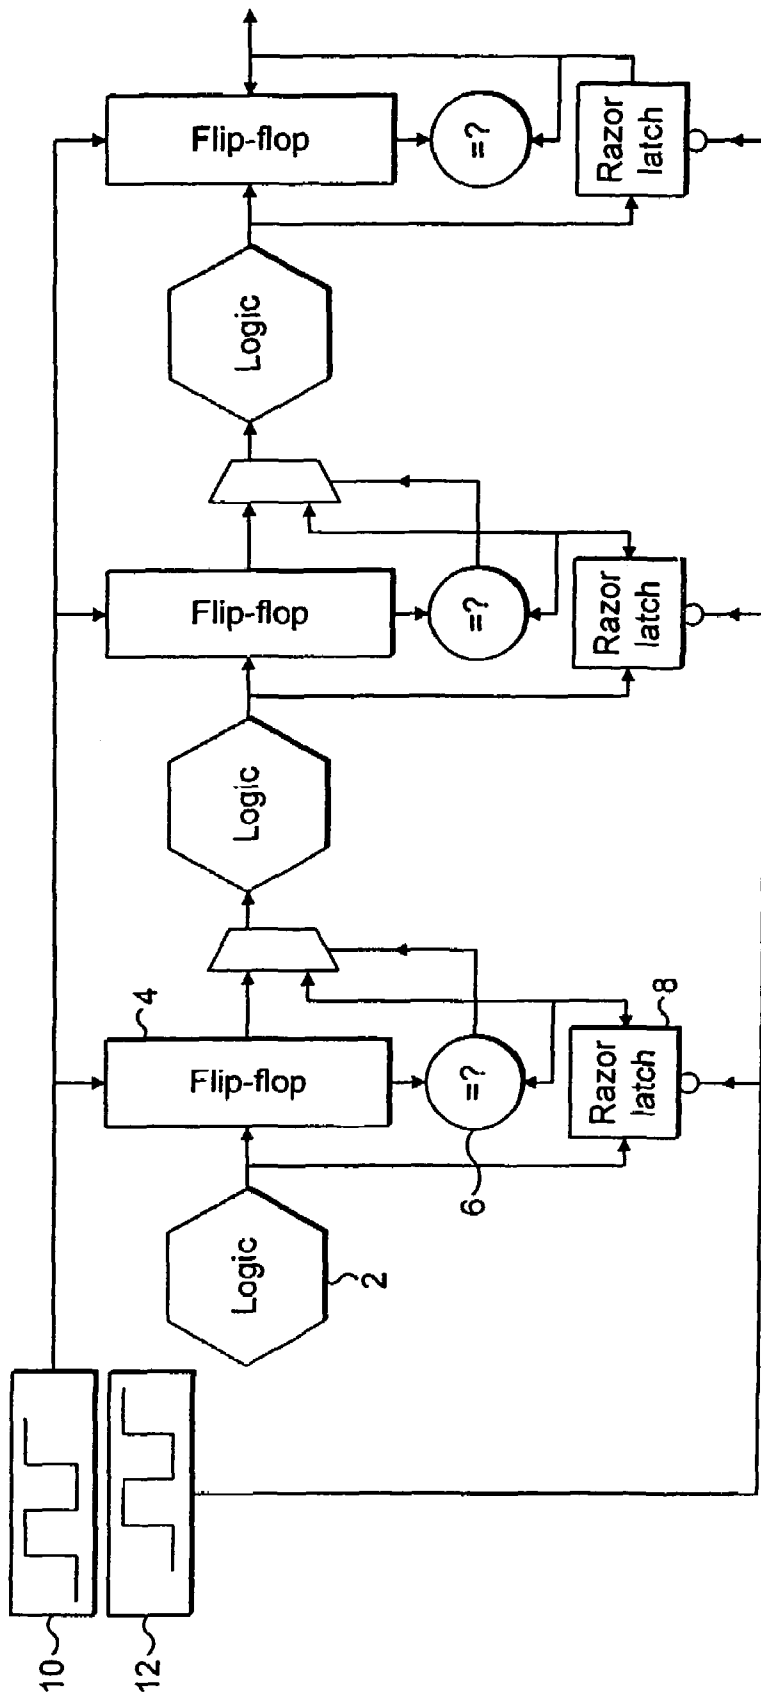 10
12
Logic
2
Flip-flop
4
=?
6
Razor
latch
8
Logic
Flip-flop
=?
Razor
latch
Logic
Flip-flop
=?
Razor
latch